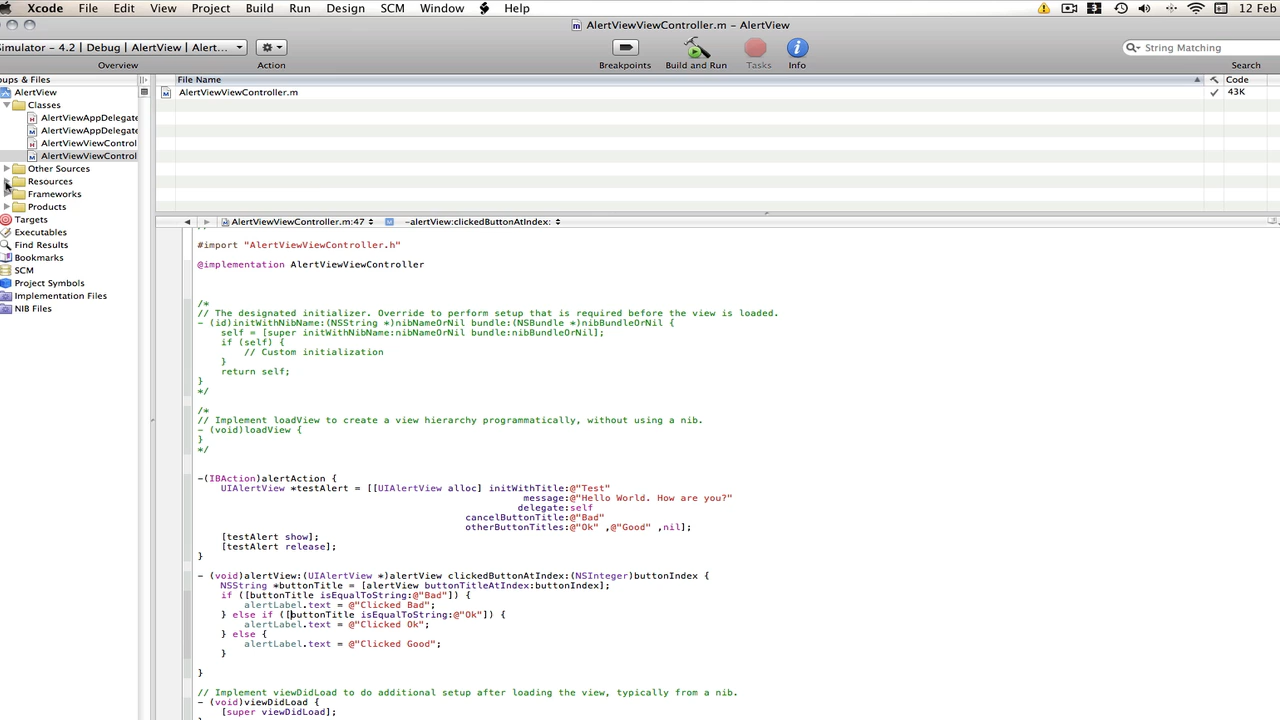 Xcode File Edit View Project Build Run Design SCM Window Help 12 Feb
AlertViewViewController.m - AlertView
Simulator - 4.2 | Debug | AlertView | Alert...
String Matching
Overview Action Breakpoints Build and Run Tasks Info Search
oups & Files
File Name Code
AlertView
AlertViewViewController.m 43K
Classes
AlertViewAppDelegate
AlertViewAppDelegate
AlertViewViewControl
AlertViewViewControl
Other Sources
Resources
Frameworks
Products
Targets
Executables
Find Results
Bookmarks
SCM
Project Symbols
Implementation Files
NIB Files
AlertViewViewController.m:47 -alertView:clickedButtonAtIndex:
#import "AlertViewViewController.h"
@implementation AlertViewViewController
/*
// The designated initializer. Override to perform setup that is required before the view is loaded.
- (id)initWithNibName:(NSString *)nibNameOrNil bundle:(NSBundle *)nibBundleOrNil {
self = [super initWithNibName:nibNameOrNil bundle:nibBundleOrNil];
if (self) {
// Custom initialization
}
return self;
}
*/
/*
// Implement loadView to create a view hierarchy programmatically, without using a nib.
- (void)loadView {
}
*/
-(IBAction)alertAction {
UIAlertView *testAlert = [[UIAlertView alloc] initWithTitle:@"Test"
message:@"Hello World. How are you?"
delegate:self
cancelButtonTitle:@"Bad"
otherButtonTitles:@"Ok" ,@"Good" ,nil];
[testAlert show];
[testAlert release];
}
- (void)alertView:(UIAlertView *)alertView clickedButtonAtIndex:(NSInteger)buttonIndex {
NSString *buttonTitle = [alertView buttonTitleAtIndex:buttonIndex];
if ([buttonTitle isEqualToString:@"Bad"]) {
alertLabel.text = @"Clicked Bad";
} else if ([buttonTitle isEqualToString:@"Ok"]) {
alertLabel.text = @"Clicked Ok";
} else {
alertLabel.text = @"Clicked Good";
}
}
// Implement viewDidLoad to do additional setup after loading the view, typically from a nib.
- (void)viewDidLoad {
[super viewDidLoad];